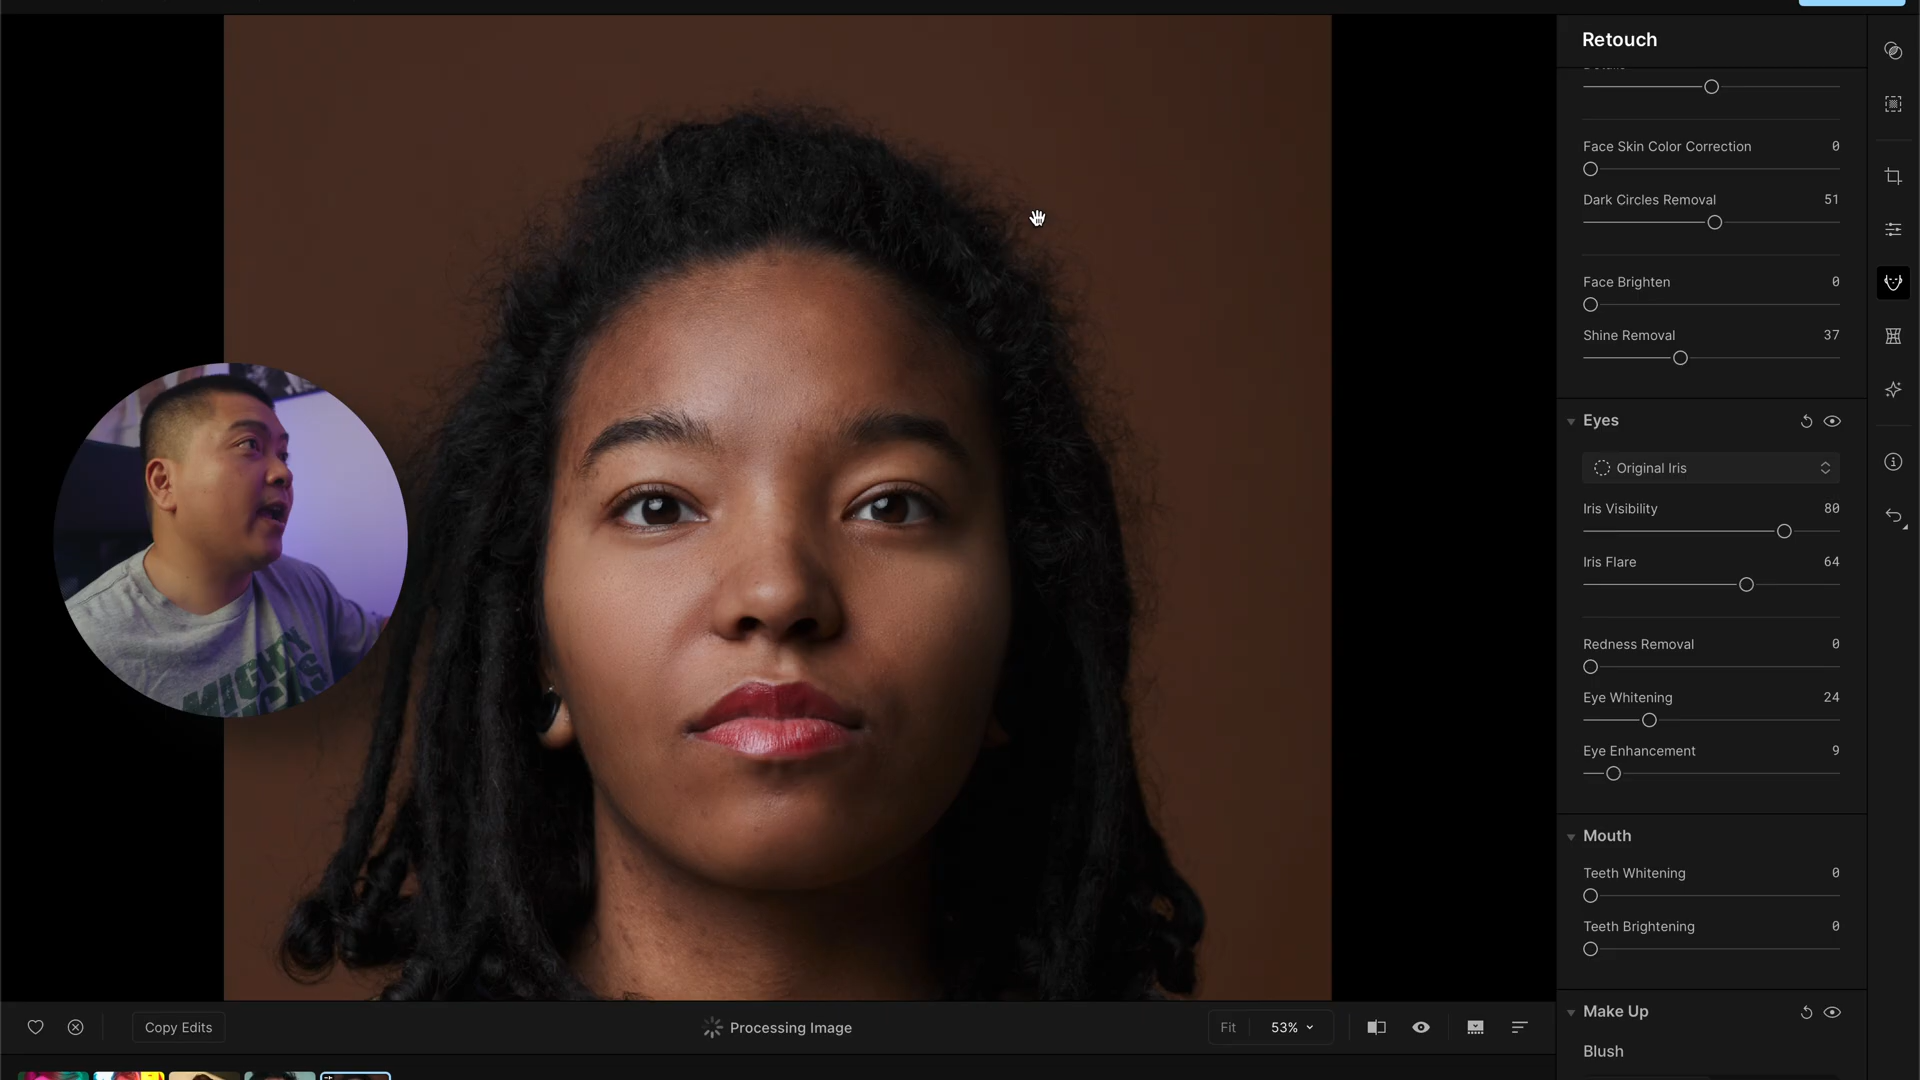 Retouch
Face Skin Color Correction 0
Dark Circles Removal 51
Face Brighten 0
Shine Removal 37
Eyes
Original Iris
Iris Visibility 80
Iris Flare 64
Redness Removal 0
Eye Whitening 24
Eye Enhancement 9
Mouth
Teeth Whitening 0
Teeth Brightening 0
Make Up
Blush
Copy Edits
Processing Image
Fit 53%